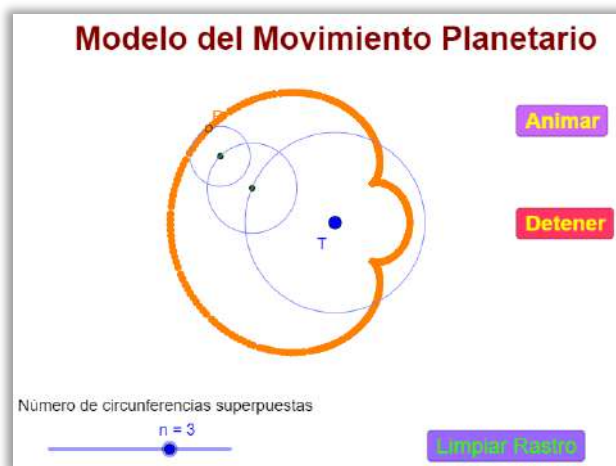 Modelo del Movimiento Planetario
P
Animar
T
Detener
Número de circunferencias superpuestas
n = 3
Limpiar Rastro